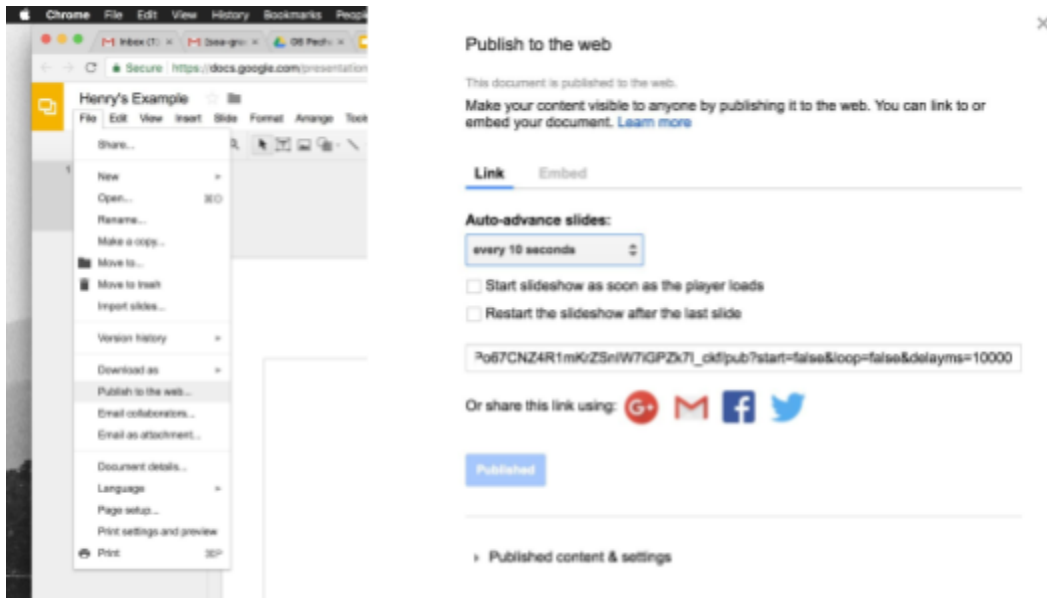 Chrome File Edit View History Bookmarks People
Inbox (1)
Secure https://docs.google.com/presentation
Henry's Example
File Edit View Insert Slide Format Arrange Tools
Share...
1
New
Open... ⌘O
Rename...
Make a copy...
Move to...
Move to trash
Import slides...
Version history
Download as
Publish to the web...
Email collaborators...
Email as attachment...
Document details...
Language
Page setup...
Print settings and preview
Print ⌘P
Publish to the web
This document is published to the web.
Make your content visible to anyone by publishing it to the web. You can link to or
embed your document. Learn more
Link Embed
Auto-advance slides:
every 10 seconds
Start slideshow as soon as the player loads
Restart the slideshow after the last slide
/pub?start=false&loop=false&delayms=10000
Or share this link using:
Published
Published content & settings